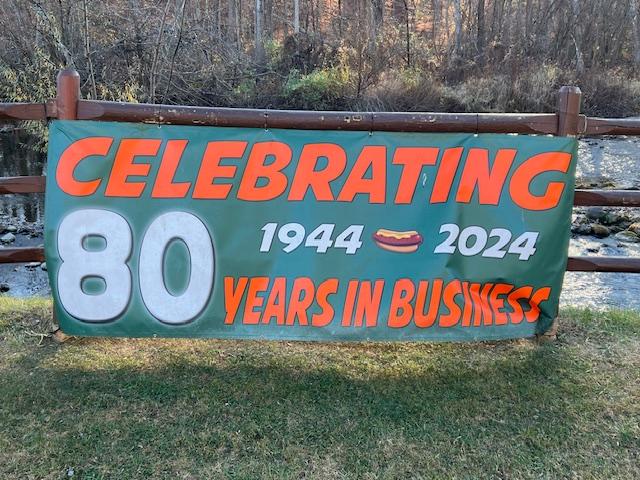 CELEBRATING
80 1944 2024
YEARS IN BUSINESS